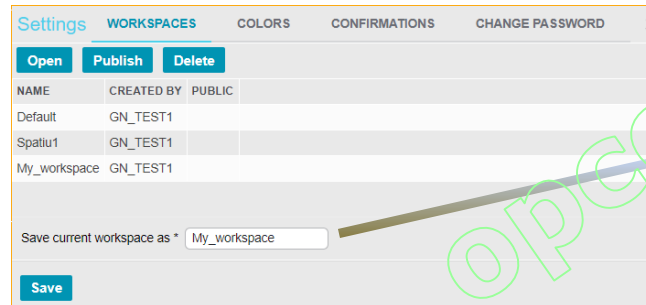 Settings WORKSPACES COLORS CONFIRMATIONS CHANGE PASSWORD
Open Publish Delete
NAME CREATED BY PUBLIC
Default GN_TEST1
Spatiu1 GN_TEST1
My_workspace GN_TEST1
Save current workspace as * My_workspace
Save